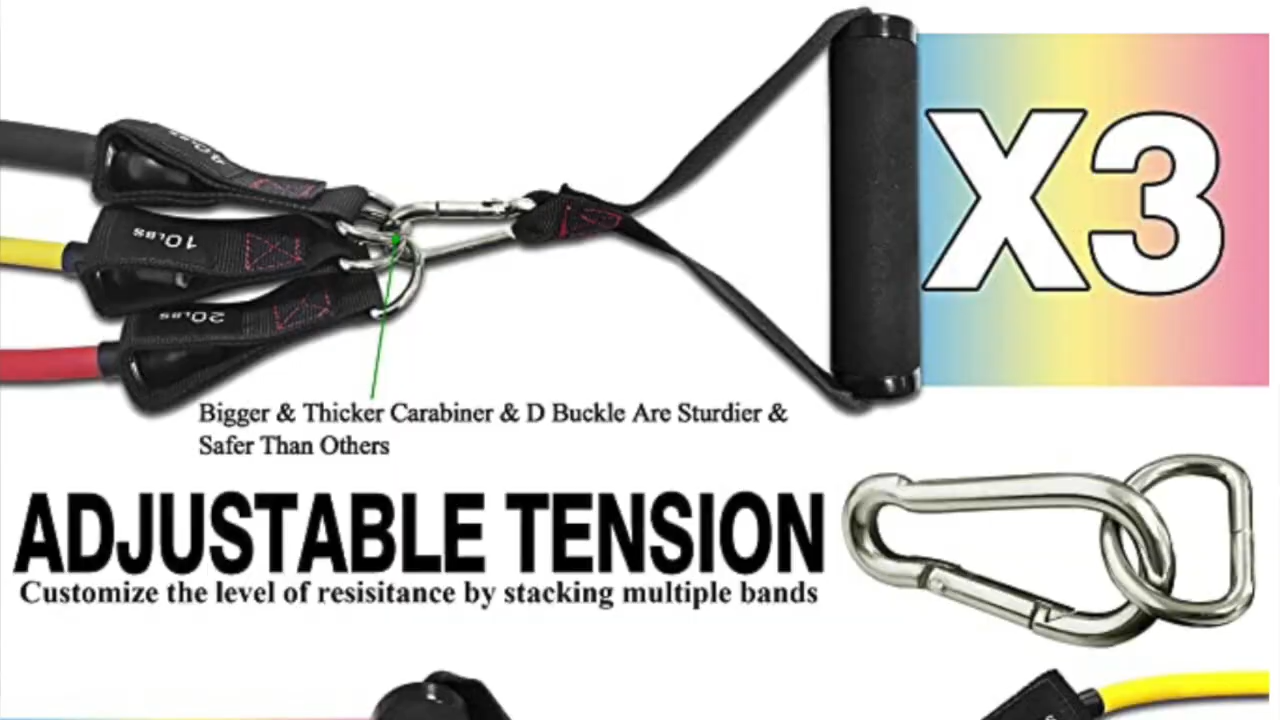 X3
40LBS
10LBS
20LBS
Bigger & Thicker Carabiner & D Buckle Are Sturdier &
Safer Than Others
ADJUSTABLE TENSION
Customize the level of resisitance by stacking multiple bands